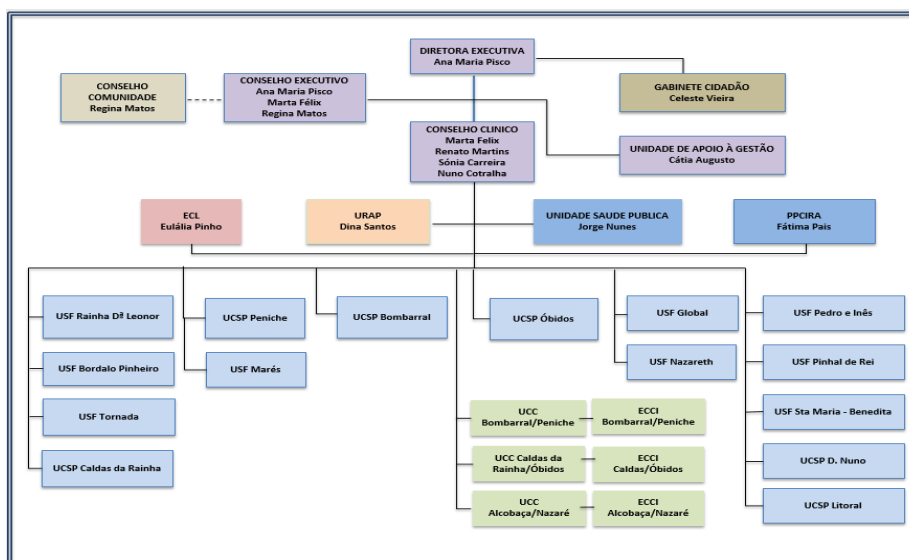 DIRETORA EXECUTIVA
Ana Maria Pisco
CONSELHO
COMUNIDADE
Regina Matos
CONSELHO EXECUTIVO
Ana Maria Pisco
Marta Félix
Regina Matos
GABINETE CIDADÃO
Celeste Vieira
CONSELHO CLINICO
Marta Felix
Renato Martins
Sónia Carreira
Nuno Cotralha
UNIDADE DE APOIO À GESTÃO
Cátia Augusto
ECL
Eulália Pinho
URAP
Dina Santos
UNIDADE SAUDE PUBLICA
Jorge Nunes
PPCIRA
Fátima Pais
USF Rainha Dª Leonor
USF Bordalo Pinheiro
USF Tornada
UCSP Caldas da Rainha
UCSP Peniche
USF Marés
UCSP Bombarral
UCSP Óbidos
USF Global
USF Nazareth
USF Pedro e Inês
USF Pinhal de Rei
USF Sta Maria - Benedita
UCSP D. Nuno
UCSP Litoral
UCC
Bombarral/Peniche
ECCI
Bombarral/Peniche
UCC Caldas da
Rainha/Óbidos
ECCI
Caldas/Óbidos
UCC
Alcobaça/Nazaré
ECCI
Alcobaça/Nazaré